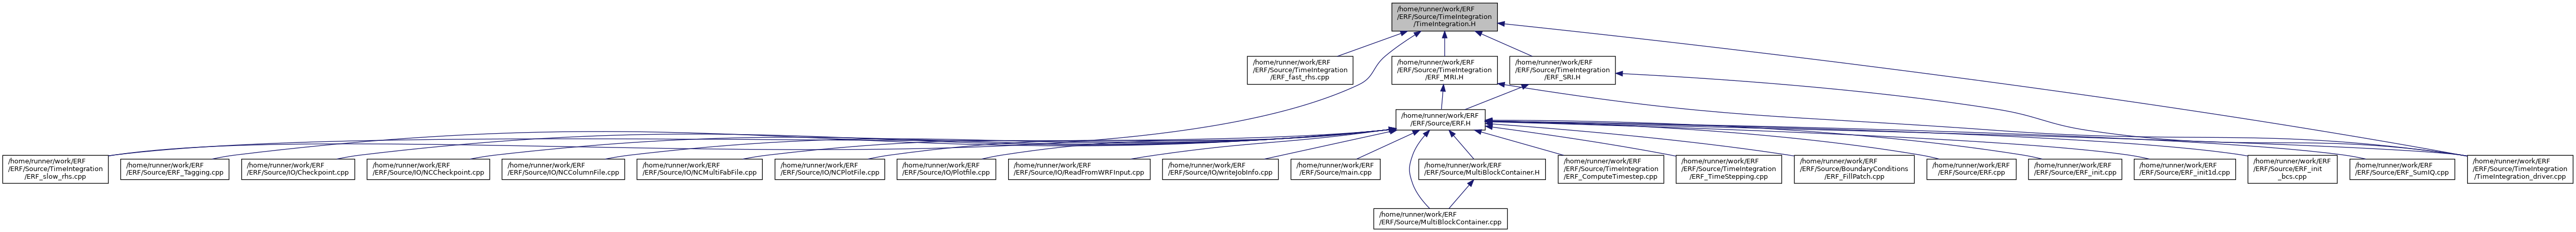 /home/runner/work/ERF
/ERF/Source/TimeIntegration
/TimeIntegration.H
/home/runner/work/ERF
/ERF/Source/TimeIntegration
/ERF_fast_rhs.cpp
/home/runner/work/ERF
/ERF/Source/TimeIntegration
/ERF_MRI.H
/home/runner/work/ERF
/ERF/Source/TimeIntegration
/ERF_SRI.H
/home/runner/work/ERF
/ERF/Source/ERF.H
/home/runner/work/ERF
/ERF/Source/TimeIntegration
/ERF_slow_rhs.cpp
/home/runner/work/ERF
/ERF/Source/ERF_Tagging.cpp
/home/runner/work/ERF
/ERF/Source/IO/Checkpoint.cpp
/home/runner/work/ERF
/ERF/Source/IO/NCCheckpoint.cpp
/home/runner/work/ERF
/ERF/Source/IO/NCColumnFile.cpp
/home/runner/work/ERF
/ERF/Source/IO/NCMultiFabFile.cpp
/home/runner/work/ERF
/ERF/Source/IO/NCPlotFile.cpp
/home/runner/work/ERF
/ERF/Source/IO/Plotfile.cpp
/home/runner/work/ERF
/ERF/Source/IO/ReadFromWRFInput.cpp
/home/runner/work/ERF
/ERF/Source/IO/writeJobInfo.cpp
/home/runner/work/ERF
/ERF/Source/main.cpp
/home/runner/work/ERF
/ERF/Source/MultiBlockContainer.H
/home/runner/work/ERF
/ERF/Source/TimeIntegration
/ERF_ComputeTimestep.cpp
/home/runner/work/ERF
/ERF/Source/TimeIntegration
/ERF_TimeStepping.cpp
/home/runner/work/ERF
/ERF/Source/BoundaryConditions
/ERF_FillPatch.cpp
/home/runner/work/ERF
/ERF/Source/ERF.cpp
/home/runner/work/ERF
/ERF/Source/ERF_init.cpp
/home/runner/work/ERF
/ERF/Source/ERF_init1d.cpp
/home/runner/work/ERF
/ERF/Source/ERF_init
_bcs.cpp
/home/runner/work/ERF
/ERF/Source/ERF_SumIQ.cpp
/home/runner/work/ERF
/ERF/Source/TimeIntegration
/TimeIntegration_driver.cpp
/home/runner/work/ERF
/ERF/Source/MultiBlockContainer.cpp